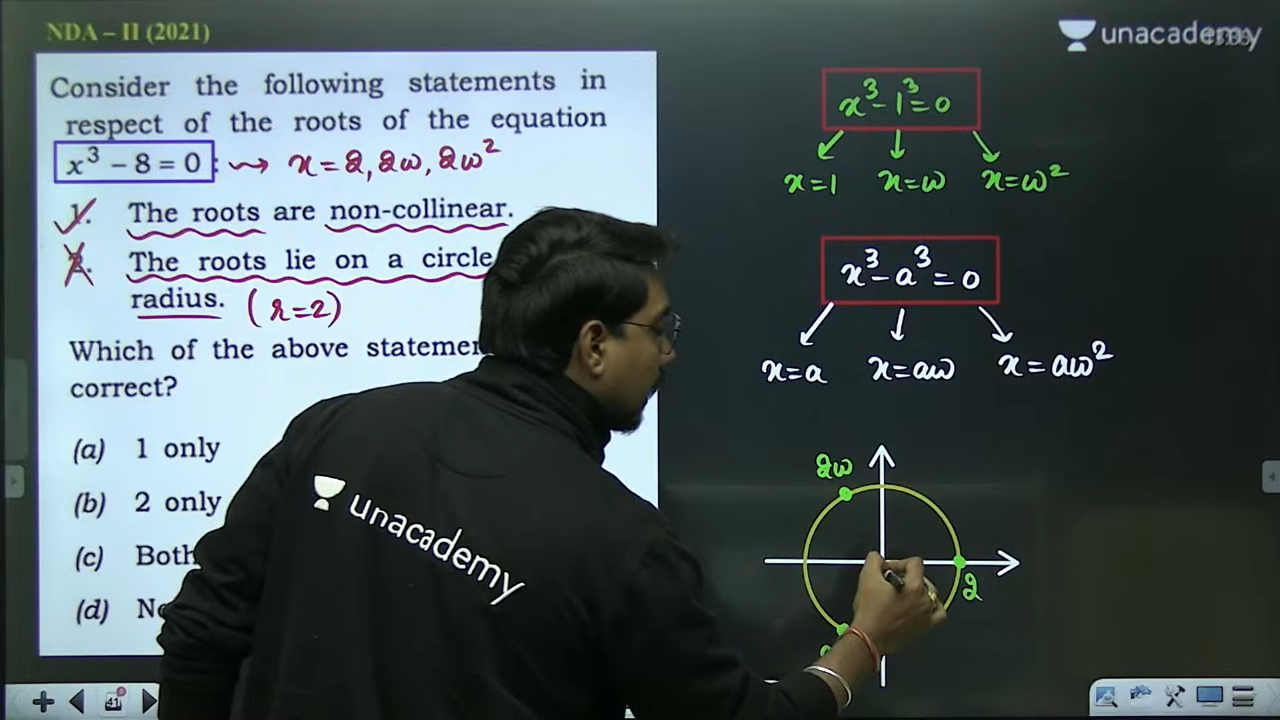 NDA – II (2021)
unacademy
Consider the following statements in
respect of the roots of the equation
x³ – 8 = 0 : ⇝ x = 2, 2ω, 2ω²
1. The roots are non-collinear.
2. The roots lie on a circle
radius. (r=2)
Which of the above
correct?
(a) 1 only
(b) 2 only
(c) Both
(d)
x³ – 1³ = 0
x=1 x=ω x=ω²
x³ – a³ = 0
x=a x=aω x=aω²
2ω
2
unacademy
41